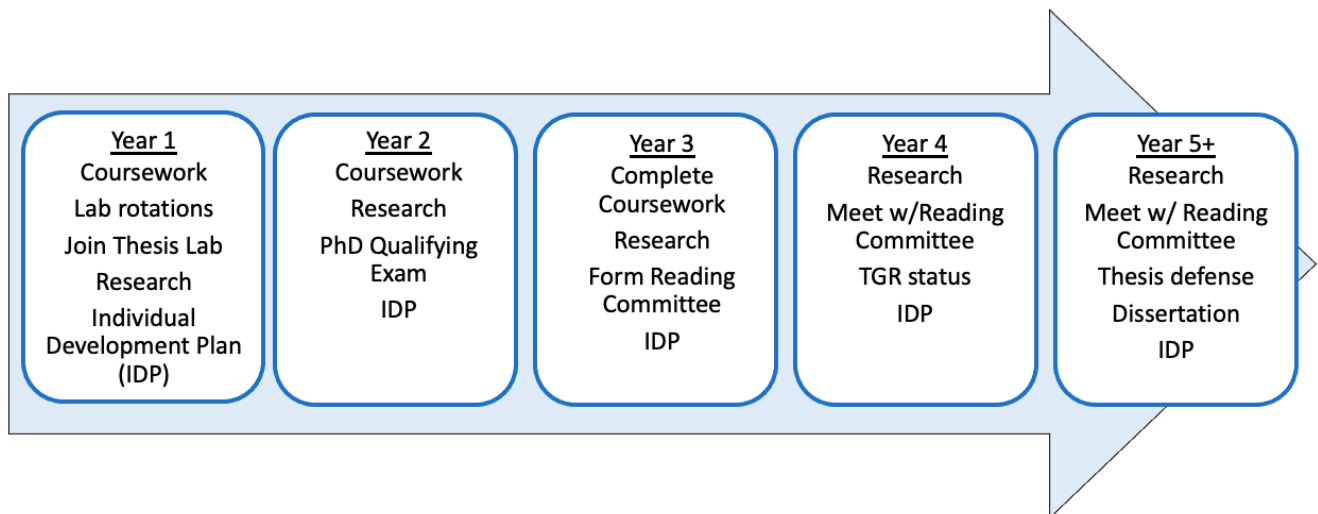 Year 1
Coursework
Lab rotations
Join Thesis Lab
Research
Individual
Development Plan
(IDP)
Year 2
Coursework
Research
PhD Qualifying
Exam
IDP
Year 3
Complete
Coursework
Research
Form Reading
Committee
IDP
Year 4
Research
Meet w/Reading
Committee
TGR status
IDP
Year 5+
Research
Meet w/ Reading
Committee
Thesis defense
Dissertation
IDP